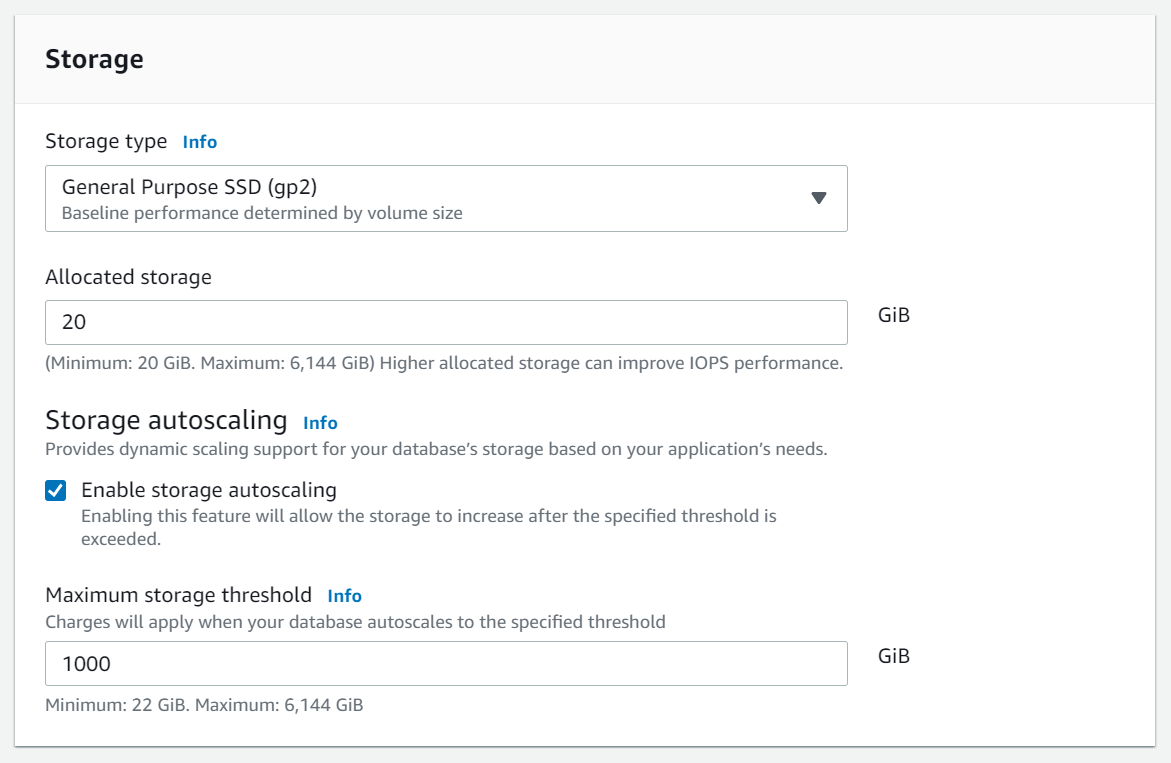 Storage
Storage type Info
General Purpose SSD (gp2)
Baseline performance determined by volume size
Allocated storage
20
GiB
(Minimum: 20 GiB. Maximum: 6,144 GiB) Higher allocated storage can improve IOPS performance.
Storage autoscaling Info
Provides dynamic scaling support for your database’s storage based on your application’s needs.
Enable storage autoscaling
Enabling this feature will allow the storage to increase after the specified threshold is
exceeded.
Maximum storage threshold Info
Charges will apply when your database autoscales to the specified threshold
1000
GiB
Minimum: 22 GiB. Maximum: 6,144 GiB